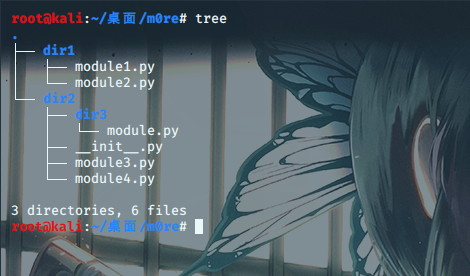 root@kali:~/桌面/m0re# tree
.
├── dir1
│   ├── module1.py
│   └── module2.py
└── dir2
    ├── dir3
    │   └── module.py
    ├── __init__.py
    ├── module3.py
    └── module4.py

3 directories, 6 files
root@kali:~/桌面/m0re#